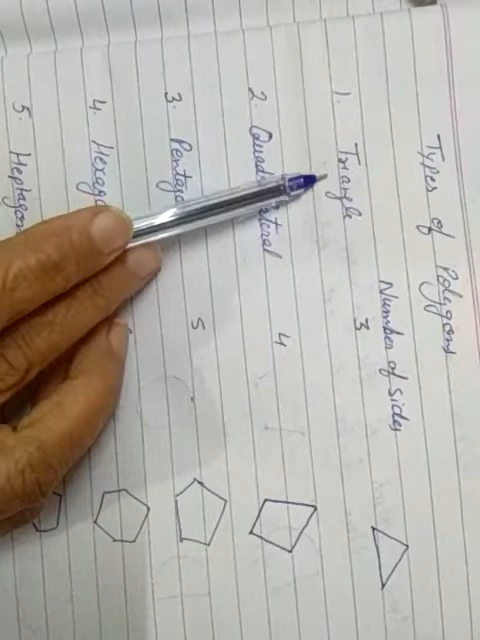 Types of Polygons
Number of Sides
1. Triangle 3
2. 4
3. 5
4.
5. Heptagon